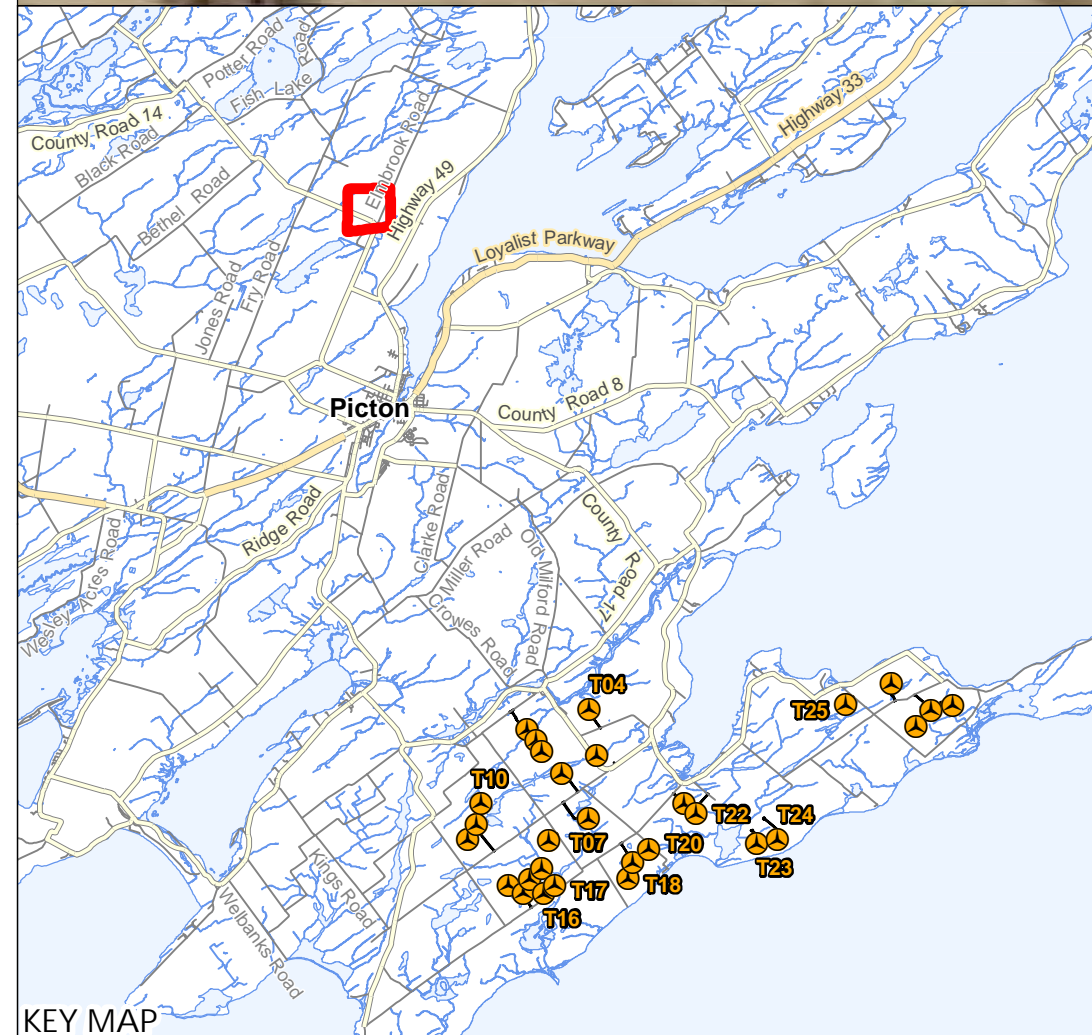 Potter Road
Fish Lake Road
County Road 14
Black Road
Bethel Road
Elmbrook Road
Highway 49
Highway 33
Loyalist Parkway
Jones Road
Fry Road
Picton
County Road 8
Ridge Road
Clarke Road
Miller Road
Old Milford Road
County R-oad-17
Crowes Road
Wesley Acres Road
T04
T25
T10
T22
T24
T07
T20
T23
T18
T17
T16
Kings Road
Welbanks Road
KEY MAP